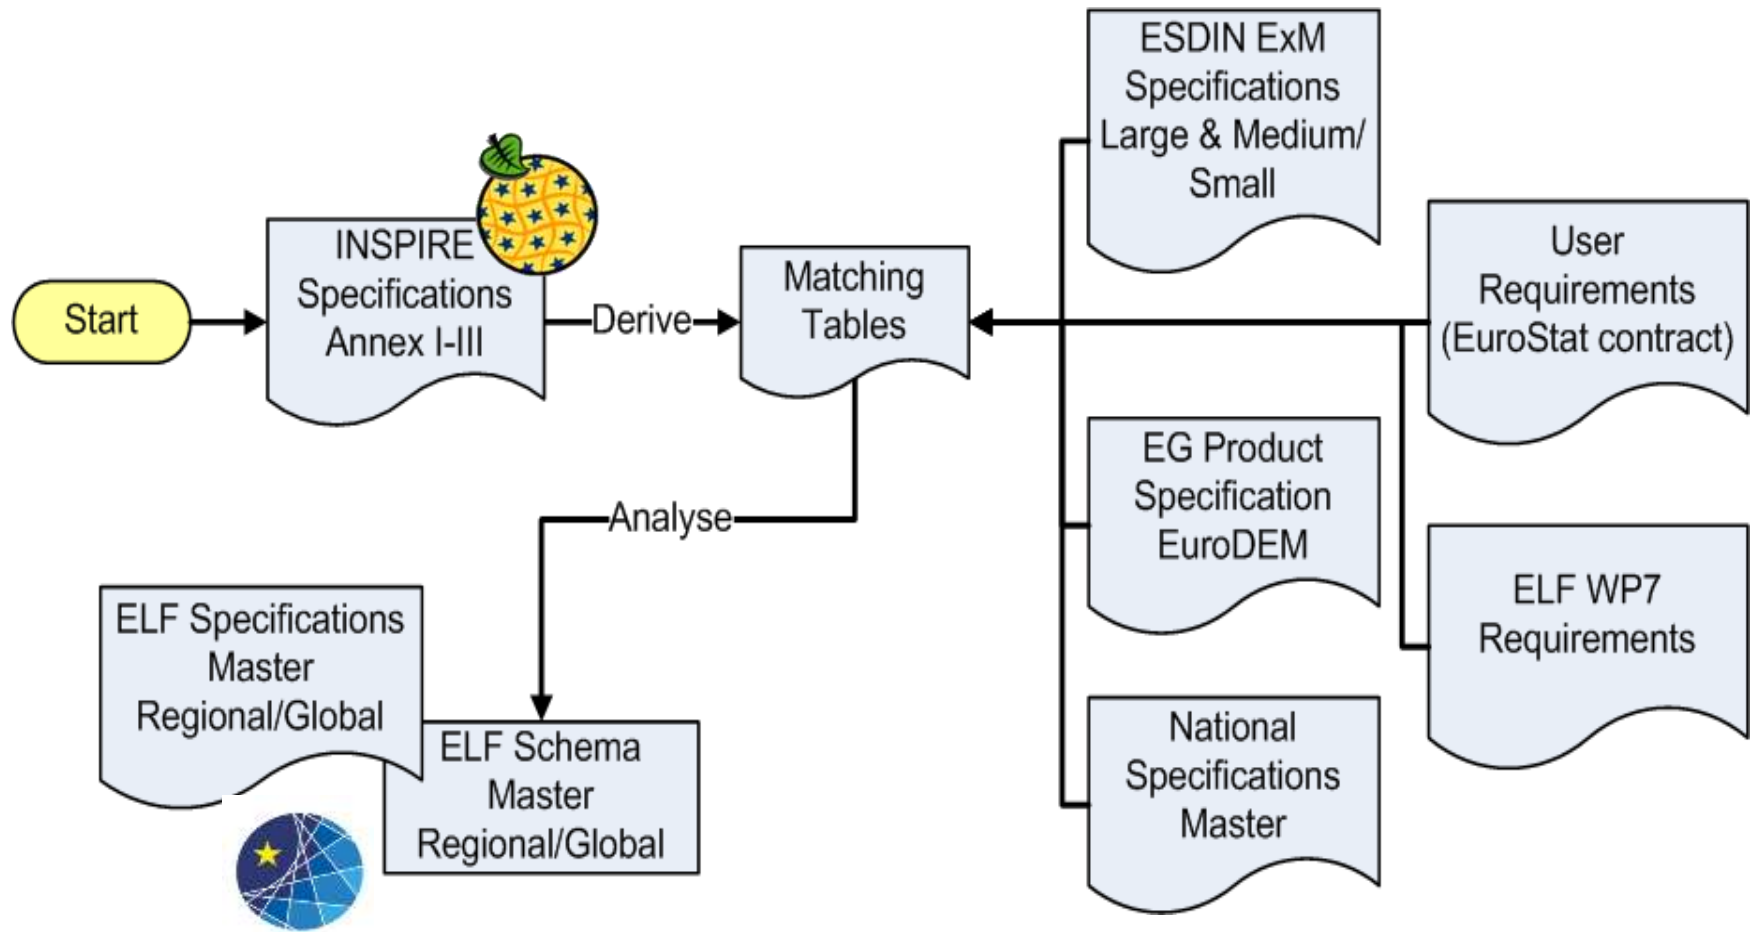 Start
INSPIRE
Specifications
Annex I-III
Derive
Matching
Tables
ESDIN ExM
Specifications
Large & Medium/
Small
User
Requirements
(EuroStat contract)
EG Product
Specification
EuroDEM
ELF WP7
Requirements
National
Specifications
Master
Analyse
ELF Specifications
Master
Regional/Global
ELF Schema
Master
Regional/Global